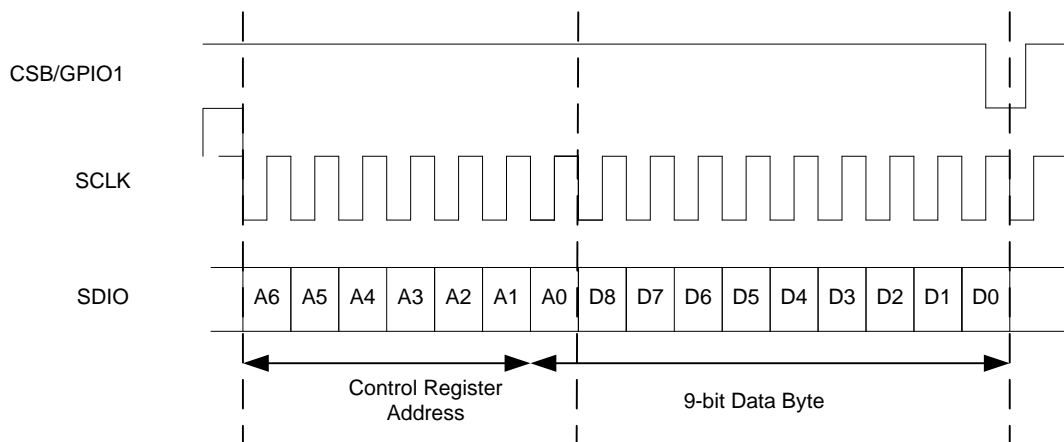 CSB/GPIO1
SCLK
SDIO
A6 A5 A4 A3 A2 A1 A0 D8 D7 D6 D5 D4 D3 D2 D1 D0
Control Register
Address
9-bit Data Byte